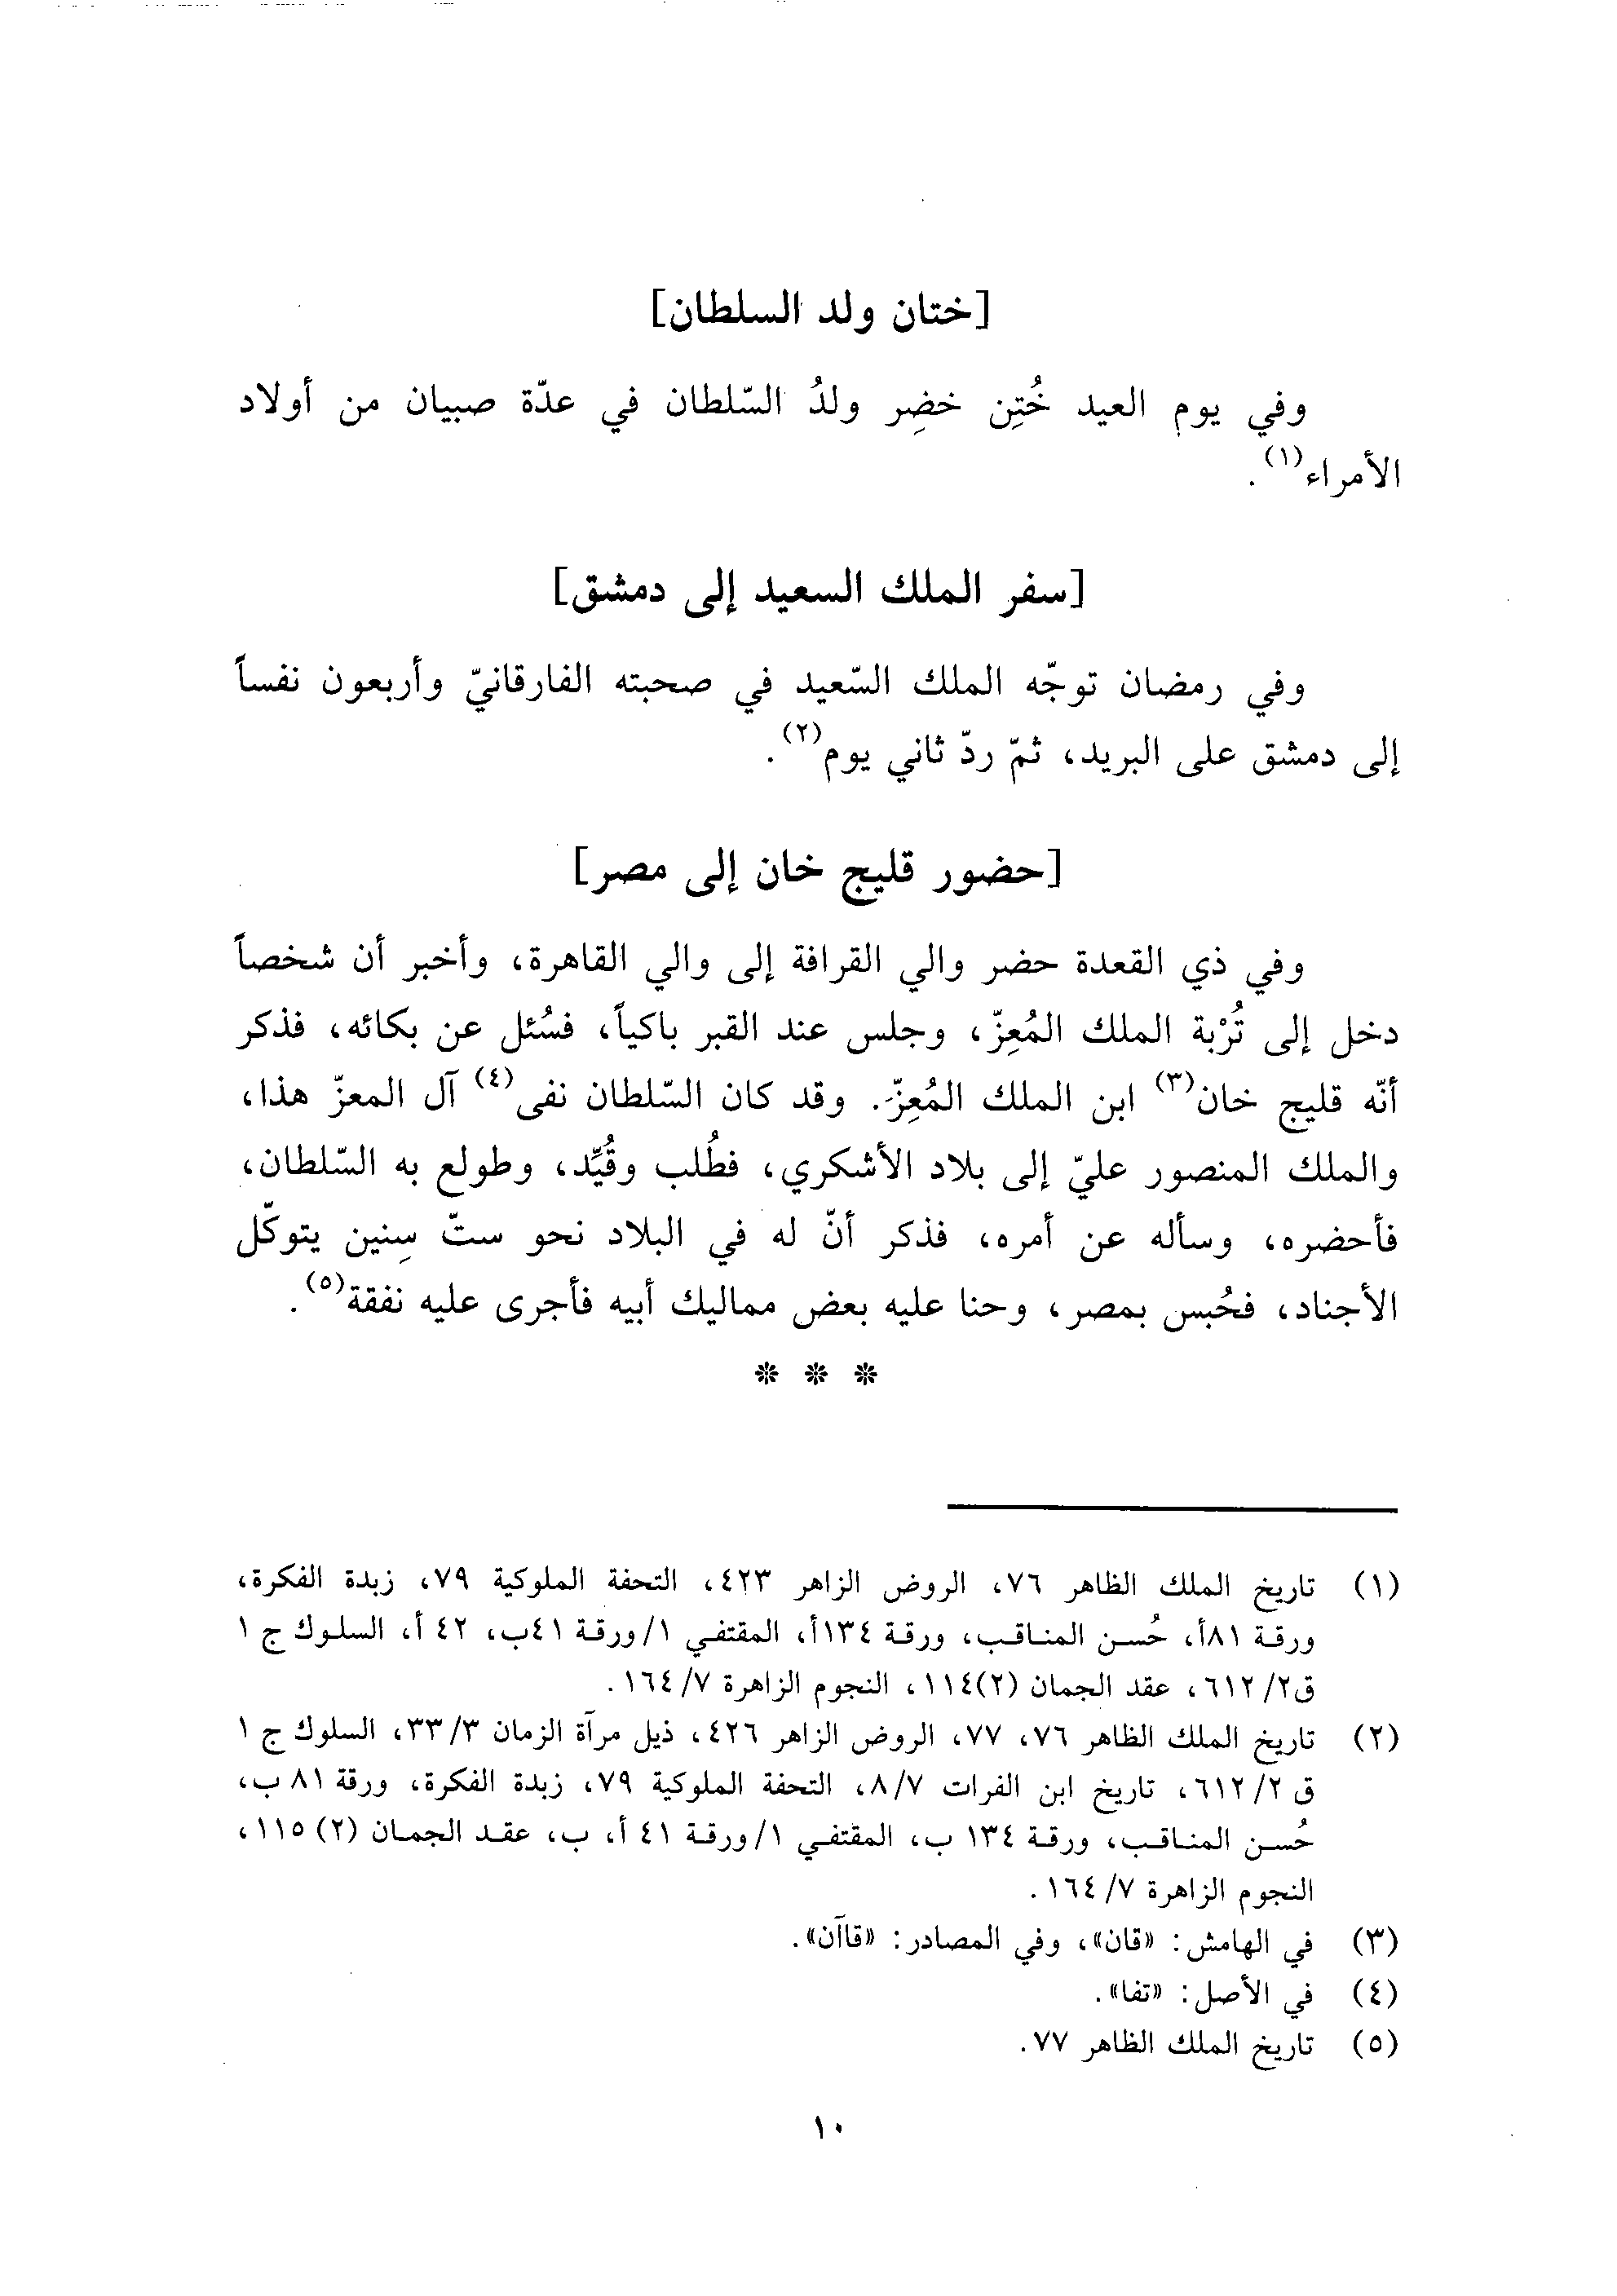 [ختان ولد السلطان]
وفي يوم العيد خُتِن خضِر ولدُ السّلطان في عدّة صبيان من أولاد
الأمراء(١).
[سفر الملك السعيد إلى دمشق]
وفي رمضان توجّه الملك السّعيد في صحبته الفارقانيّ وأربعون نفساً
إلى دمشق على البريد، ثمّ ردّ ثاني يوم(٢).
[حضور قليج خان إلى مصر]
وفي ذي القعدة حضر والي القرافة إلى والي القاهرة، وأخبر أن شخصاً
دخل إلى تُرْبة الملك المُعِزّ، وجلس عند القبر باكياً، فسُئل عن بكائه، فذكر
أنّه قليج خان(٣) ابن الملك المُعِزّ. وقد كان السّلطان نفى(٤) آل المعزّ هذا،
والملك المنصور عليّ إلى بلاد الأشكري، فطُلب وقُيِّد، وطولع به السّلطان،
فأحضره، وسأله عن أمره، فذكر أنّ له في البلاد نحو ستّ سِنين يتوكّل
الأجناد، فحُبس بمصر، وحنا عليه بعض مماليك أبيه فأجرى عليه نفقة(٥).
* * *
(١) تاريخ الملك الظاهر ٧٦، الروض الزاهر ٤٢٣، التحفة الملوكية ٧٩، زبدة الفكرة،
ورقة ٨١أ، حُسن المناقب، ورقة ١٣٤أ، المقتفي ١/ورقة ٤١ب، ٤٢ أ، السلوك ج ١
ق٢/ ٦١٢، عقد الجمان (٢)١١٤، النجوم الزاهرة ٧/ ١٦٤.
(٢) تاريخ الملك الظاهر ٧٦، ٧٧، الروض الزاهر ٤٢٦، ذيل مرآة الزمان ٣/ ٣٣، السلوك ج ١
ق ٢/ ٦١٢، تاريخ ابن الفرات ٧/ ٨، التحفة الملوكية ٧٩، زبدة الفكرة، ورقة ٨١ ب،
حُسن المناقب، ورقة ١٣٤ ب، المقتفي ١/ورقة ٤١ أ، ب، عقد الجمان (٢) ١١٥،
النجوم الزاهرة ٧/ ١٦٤.
(٣) في الهامش: «قان»، وفي المصادر: «قاآن».
(٤) في الأصل: «تفا».
(٥) تاريخ الملك الظاهر ٧٧.
١٠